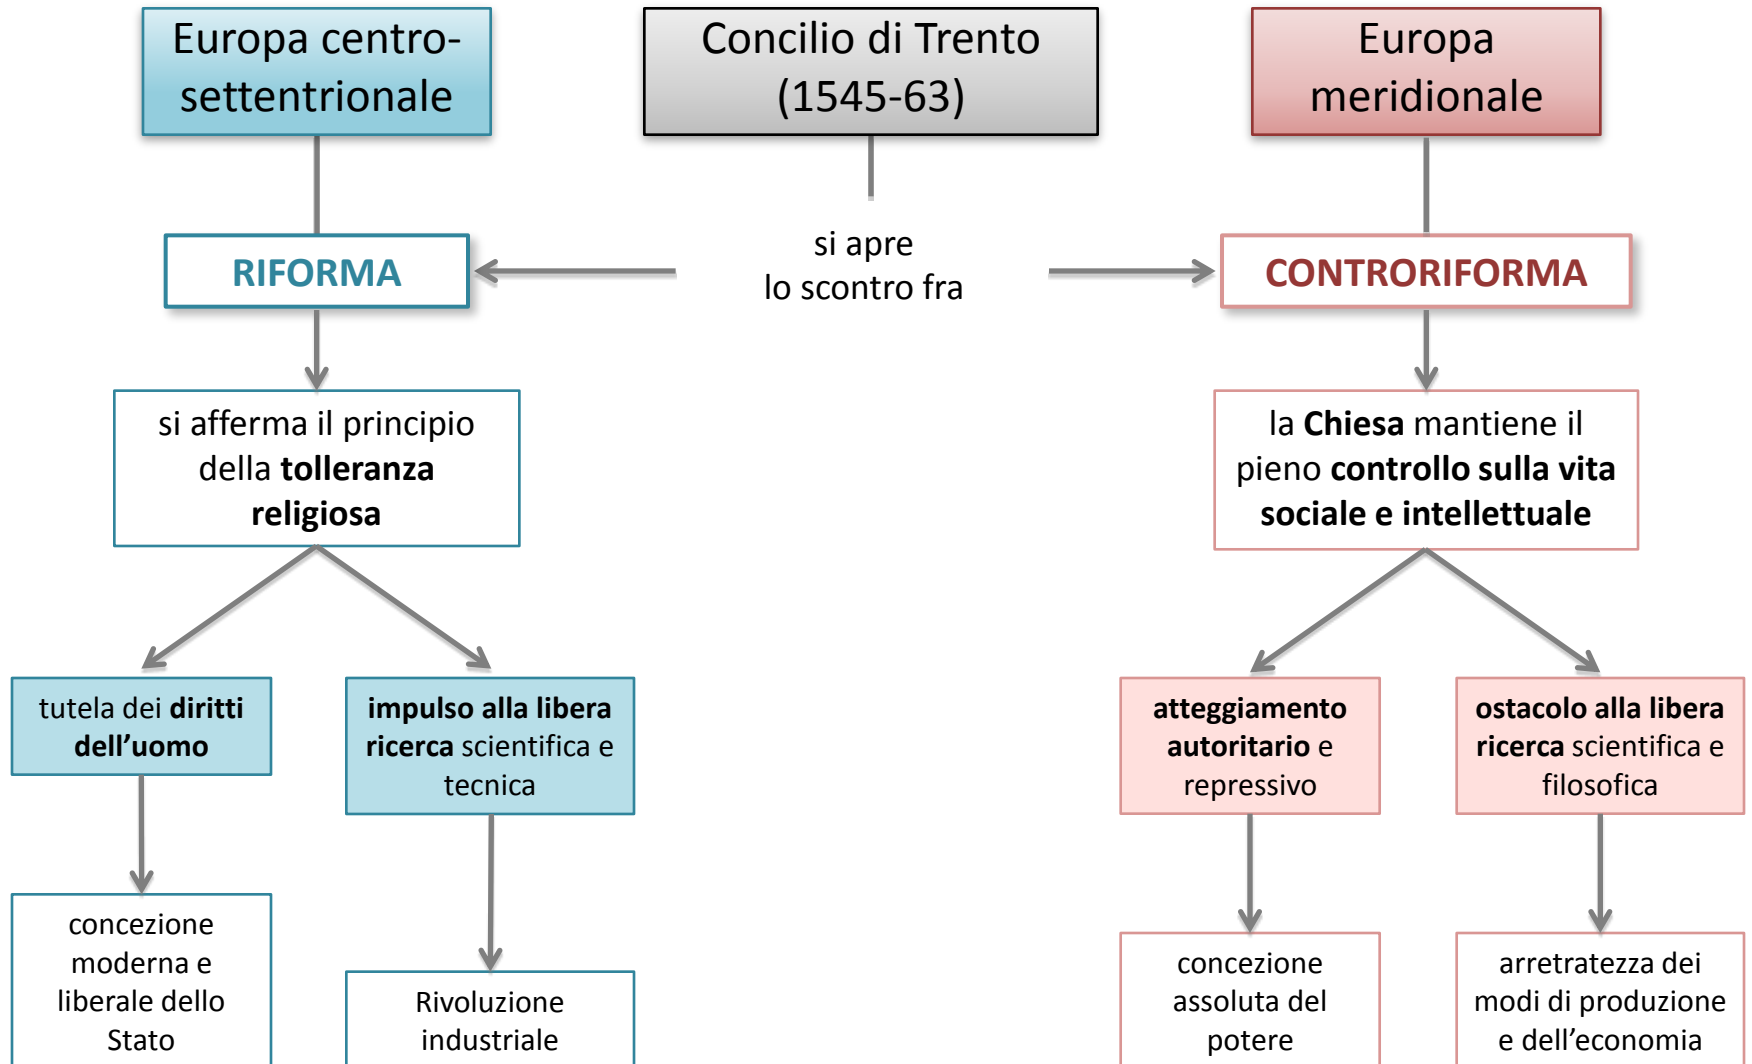 Europa centro-
settentrionale
Concilio di Trento
(1545-63)
Europa
meridionale
RIFORMA
si apre
lo scontro fra
CONTRORIFORMA
si afferma il principio
della tolleranza
religiosa
la Chiesa mantiene il
pieno controllo sulla vita
sociale e intellettuale
tutela dei diritti
dell’uomo
impulso alla libera
ricerca scientifica e
tecnica
atteggiamento
autoritario e
repressivo
ostacolo alla libera
ricerca scientifica e
filosofica
concezione
moderna e
liberale dello
Stato
Rivoluzione
industriale
concezione
assoluta del
potere
arretratezza dei
modi di produzione
e dell’economia